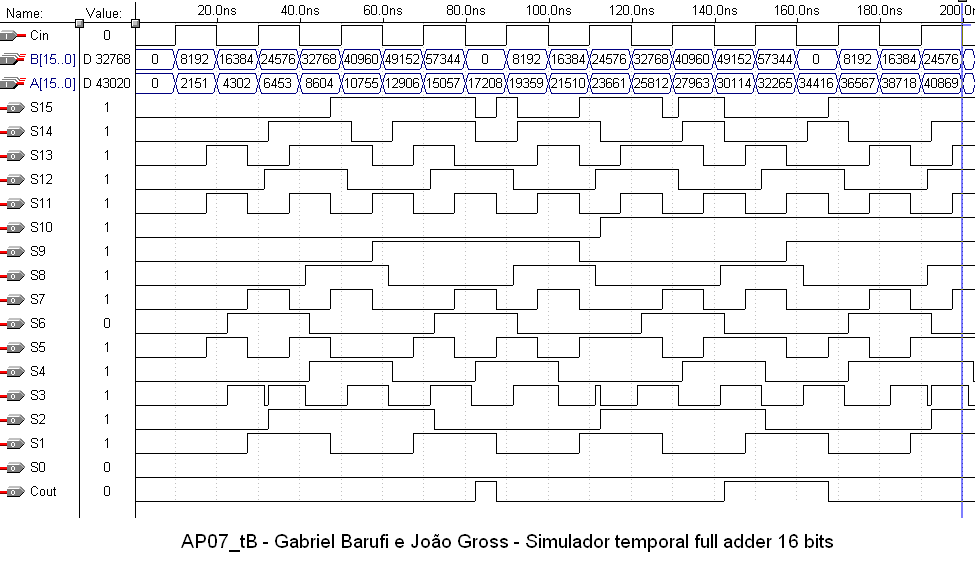 Name: Value: 20.0ns 40.0ns 60.0ns 80.0ns 100.0ns 120.0ns 140.0ns 160.0ns 180.0ns
Cin 0
B[15..0] D 32768 0 8192 16384 24576 32768 40960 49152 57344 0 8192 16384 24576 32768 40960 49152 57344 0 8192 16384 24576
A[15..0] D 43020 0 2151 4302 6453 8604 10755 12906 15057 17208 19359 21510 23661 25812 27963 30114 32265 34416 36567 38718 40869
S15 1
S14 1
S13 1
S12 1
S11 1
S10 1
S9 1
S8 1
S7 1
S6 0
S5 1
S4 1
S3 1
S2 1
S1 1
S0 0
Cout 0
AP07_tB - Gabriel Barufi e João Gross - Simulador temporal full adder 16 bits